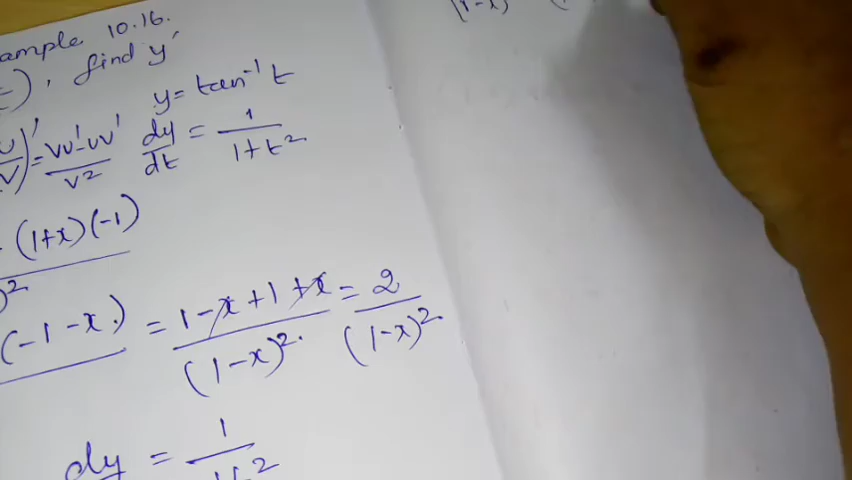 ample 10.16.
), find y'
y = tan⁻¹ t
(u/v)' = vu' - uv' / v² dy/dt = 1 / 1+t²
(1+x)(-1)
)²
(-1-x) = 1-x+1+x / (1-x)² = 2 / (1-x)²
dy = 1